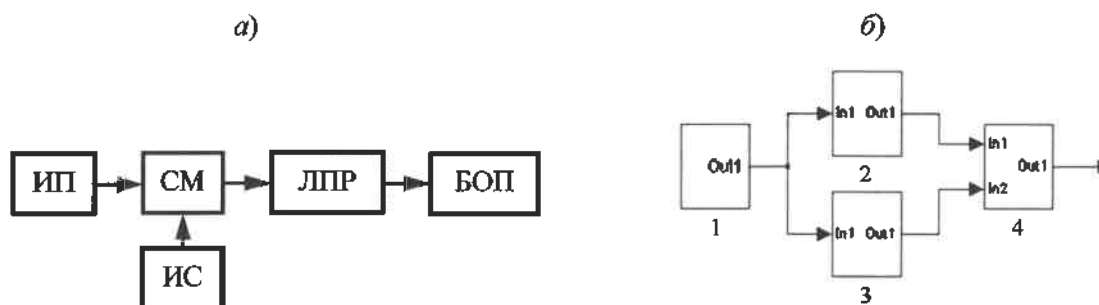 а)
ИП
СМ
ЛПР
БОП
ИС
б)
Out1
1
In1 Out1
2
In1 Out1
3
In1
Out1
In2
4